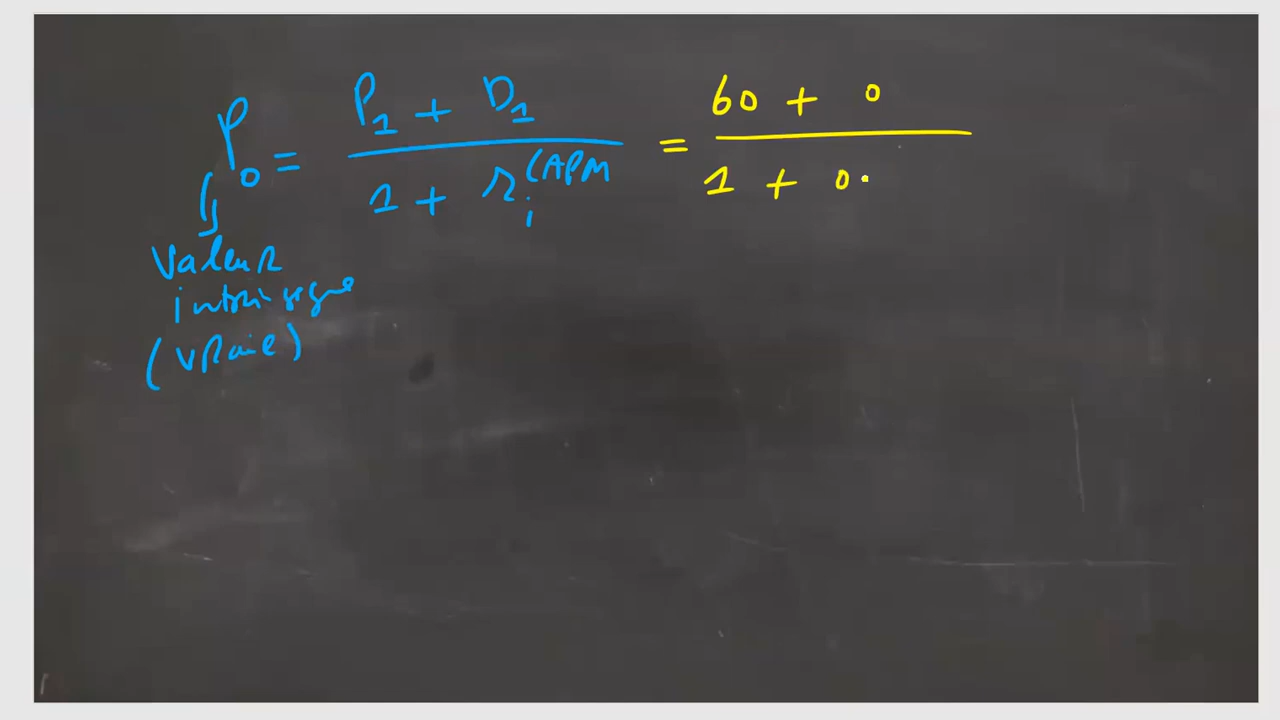 P₀ = (P₁ + D₁) / (1 + rᵢ^CAPM) = (60 + 0) / (1 + 0.
Valeur
intrinsèque
(vraie)